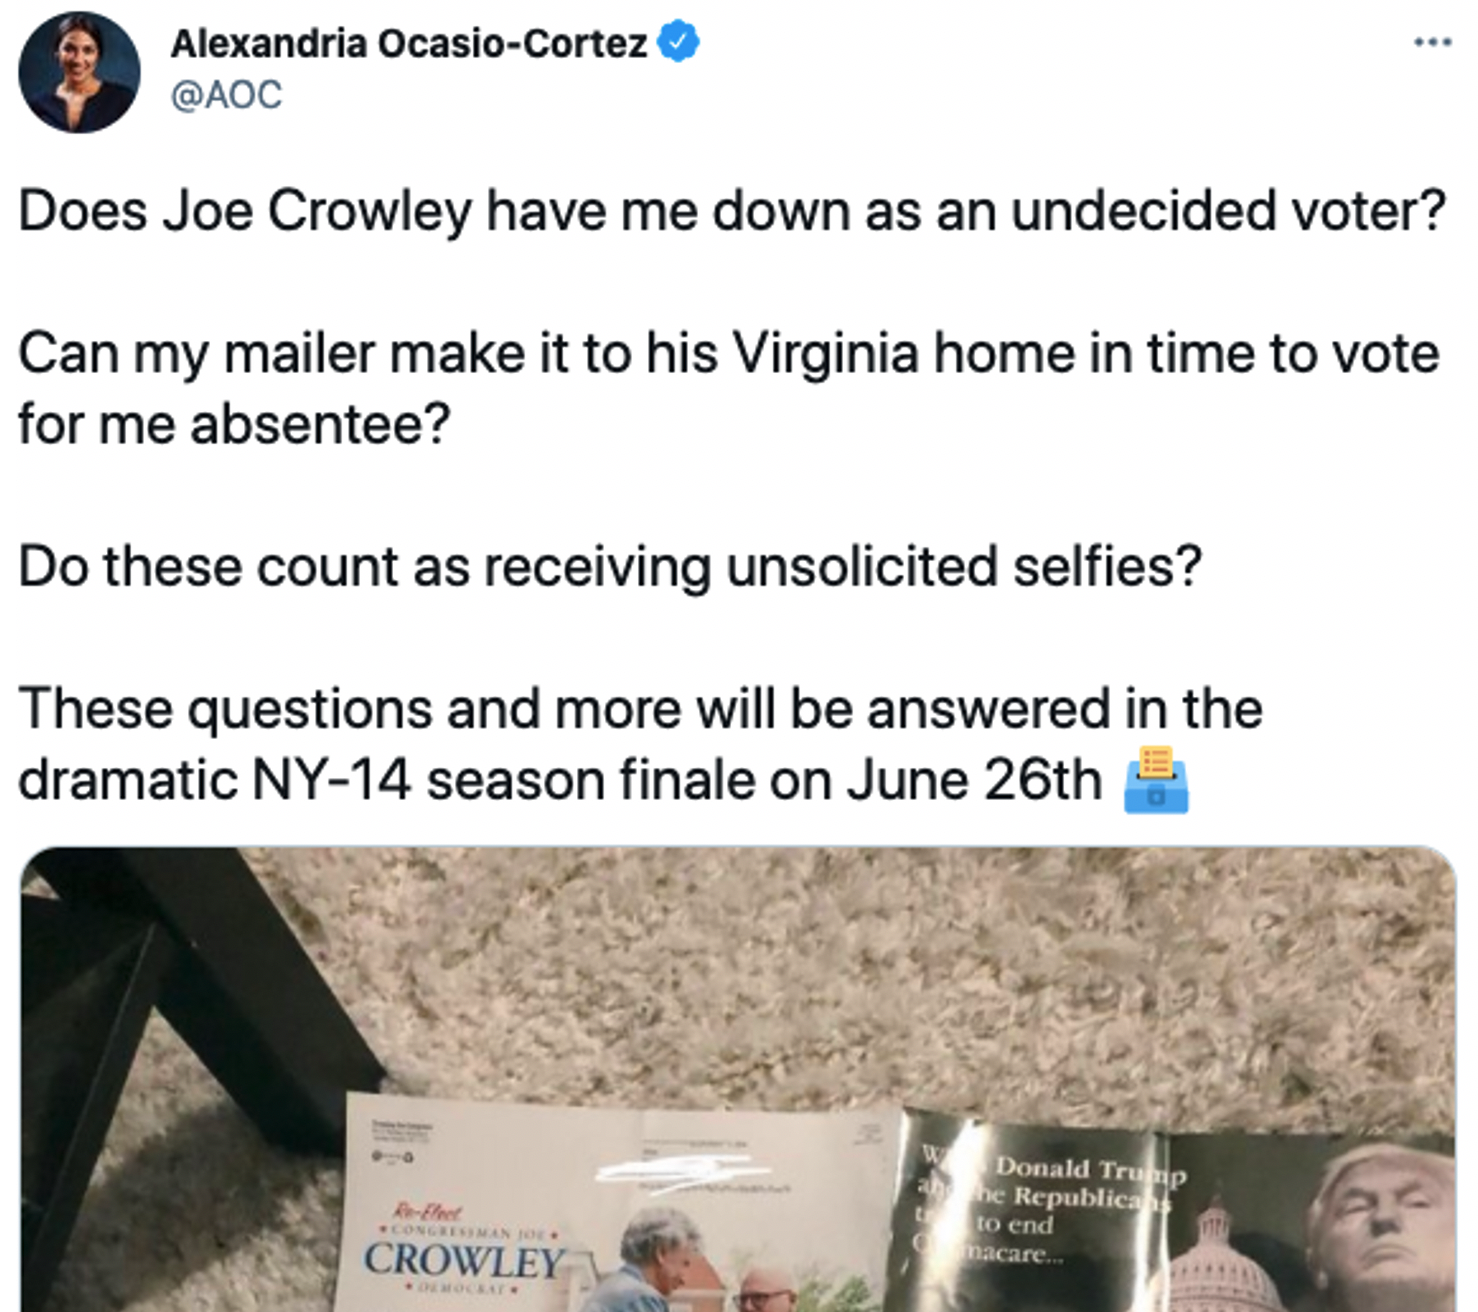 Alexandria Ocasio-Cortez
@AOC
Does Joe Crowley have me down as an undecided voter?
Can my mailer make it to his Virginia home in time to vote
for me absentee?
Do these count as receiving unsolicited selfies?
These questions and more will be answered in the
dramatic NY-14 season finale on June 26th
Re-Elect
CONGRESSMAN JOE
CROWLEY
DEMOCRAT
Donald Trump
Republicans
to end